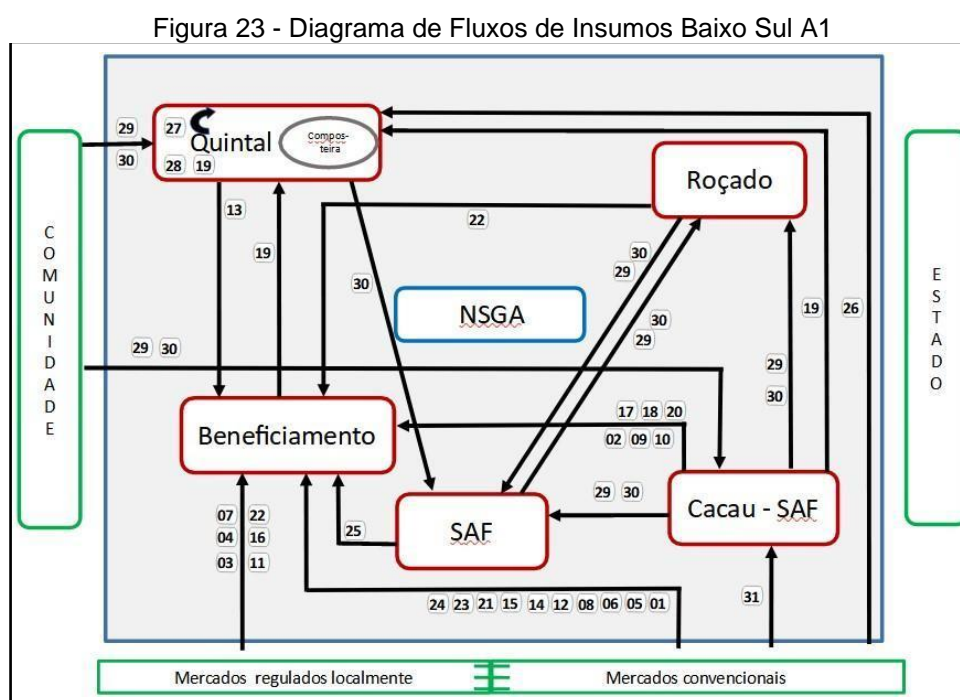 Figura 23 - Diagrama de Fluxos de Insumos Baixo Sul A1
29
30
27
Quintal
Compos-
teira
28 19
Roçado
COMUNIDADE
ESTADO
13
19
22
30
30
29
30
29
19
26
NSGA
29 30
29
30
17 18 20
02 09 10
Beneficiamento
29 30
Cacau - SAF
SAF
25
07 22
04 16
03 11
24 23 21 15 14 12 08 06 05 01
31
Mercados regulados localmente
Mercados convencionais